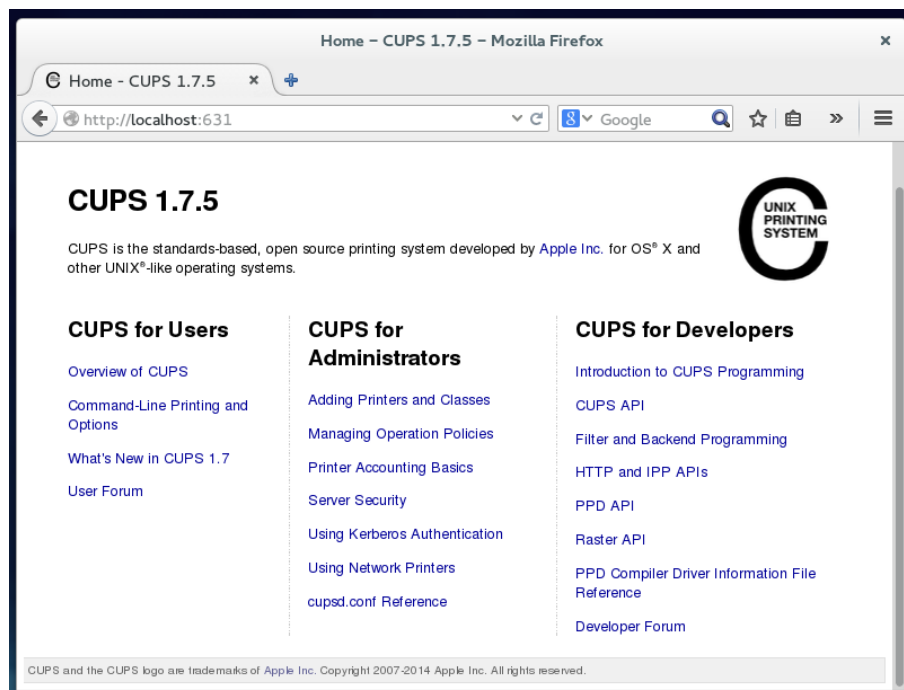 Home – CUPS 1.7.5 – Mozilla Firefox
Home - CUPS 1.7.5
http://localhost:631
8 Google
CUPS 1.7.5
UNIX
PRINTING
SYSTEM
CUPS is the standards-based, open source printing system developed by Apple Inc. for OS® X and
other UNIX®-like operating systems.
CUPS for Users
Overview of CUPS
Command-Line Printing and
Options
What's New in CUPS 1.7
User Forum
CUPS for
Administrators
Adding Printers and Classes
Managing Operation Policies
Printer Accounting Basics
Server Security
Using Kerberos Authentication
Using Network Printers
cupsd.conf Reference
CUPS for Developers
Introduction to CUPS Programming
CUPS API
Filter and Backend Programming
HTTP and IPP APIs
PPD API
Raster API
PPD Compiler Driver Information File
Reference
Developer Forum
CUPS and the CUPS logo are trademarks of Apple Inc. Copyright 2007-2014 Apple Inc. All rights reserved.